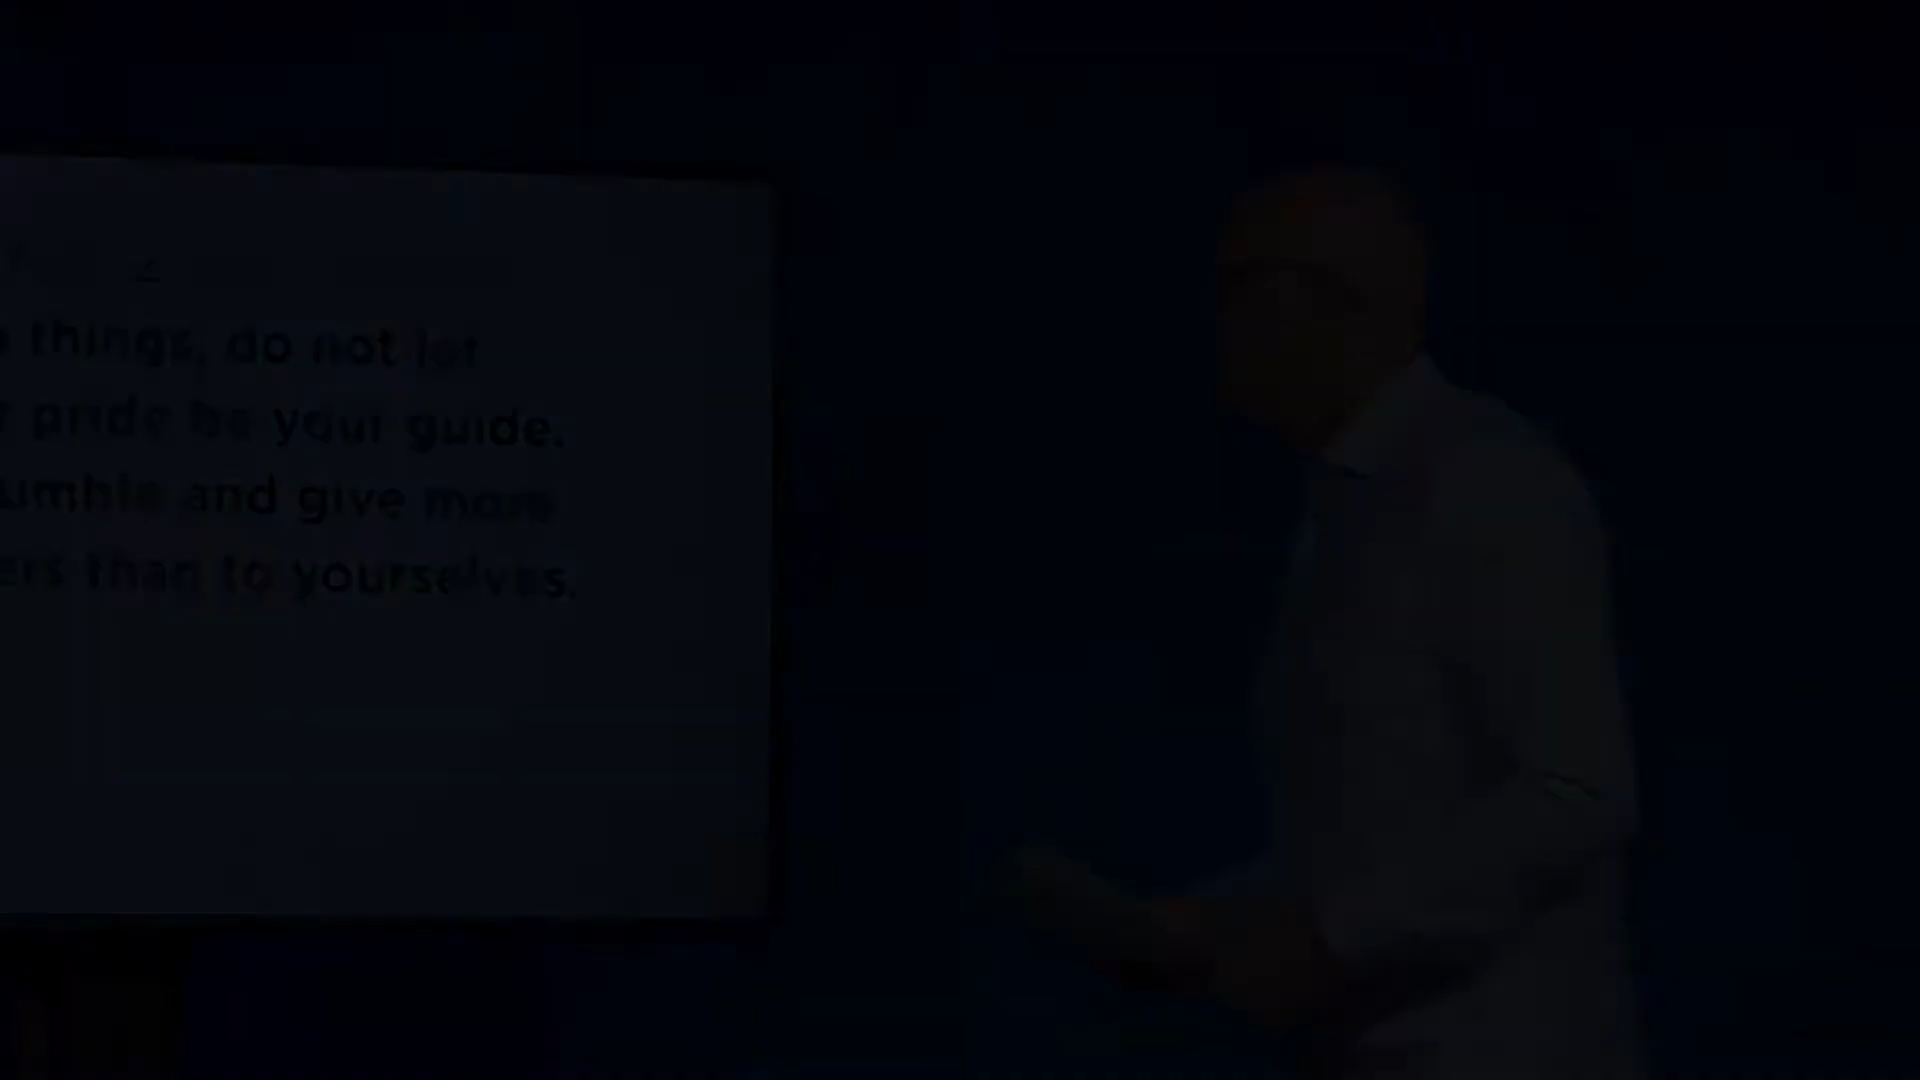 things, do not let
pride be your guide.
umble and give more
ers than to yourselves.